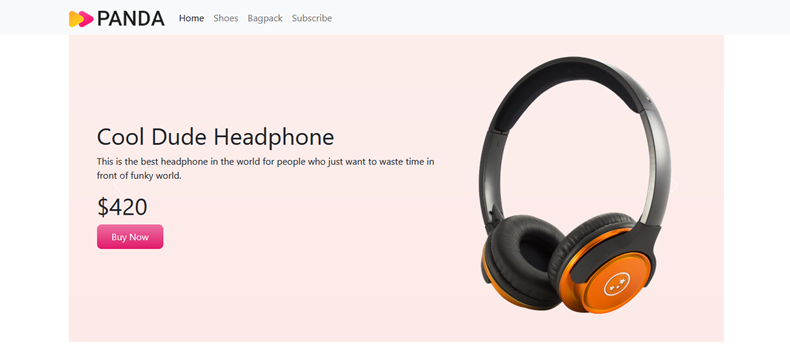 PANDA Home Shoes Bagpack Subscribe
Cool Dude Headphone
This is the best headphone in the world for people who just want to waste time in
front of funky world.
$420
Buy Now